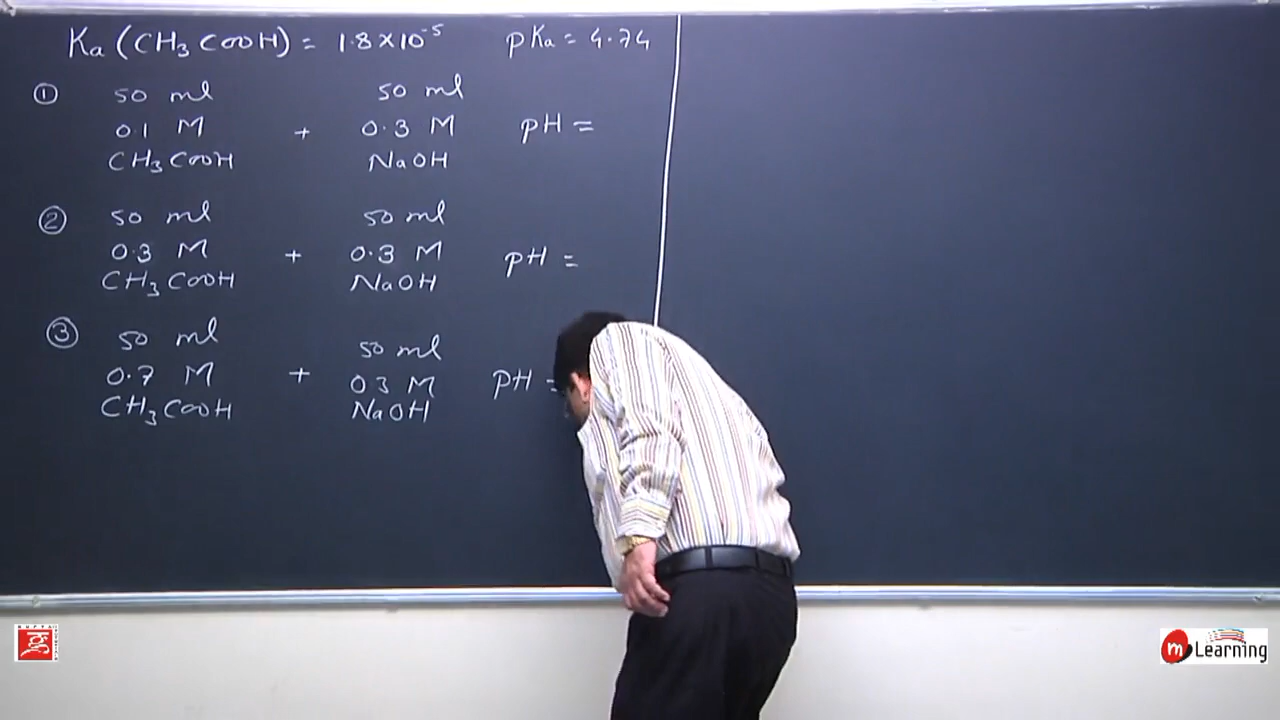 Ka (CH3COOH) = 1.8×10⁻⁵ pKa = 4.74
① 50 ml 50 ml
0.1 M + 0.3 M pH =
CH3COOH NaOH
② 50 ml 50 ml
0.3 M + 0.3 M pH =
CH3COOH NaOH
③ 50 ml 50 ml
0.7 M + 03 M pH =
CH3COOH NaOH
m Learning